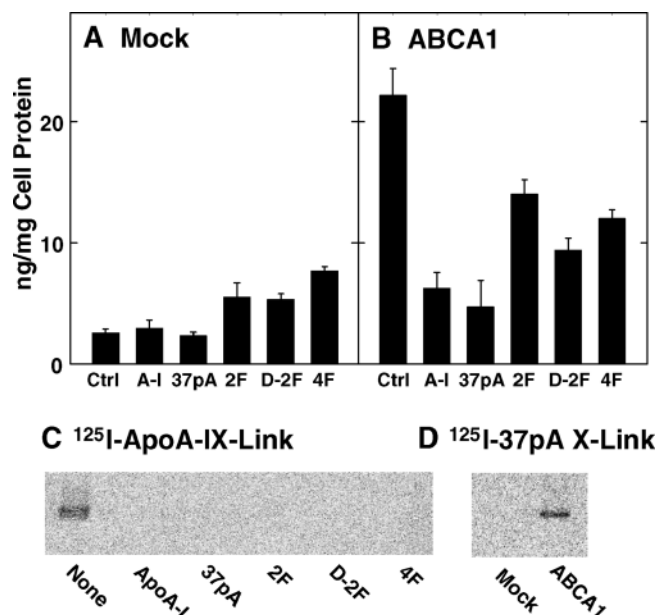 A Mock
B ABCA1
ng/mg Cell Protein
20
10
0
Ctrl A-I 37pA 2F D-2F 4F
Ctrl A-I 37pA 2F D-2F 4F
C ¹²⁵I-ApoA-IX-Link
D ¹²⁵I-37pA X-Link
None ApoA-I 37pA 2F D-2F 4F
Mock ABCA1